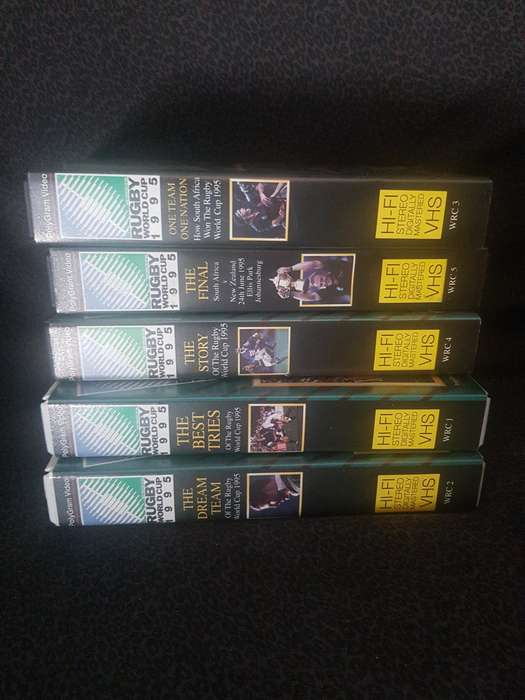 PolyGram Video
RUGBY
WORLD CUP
1995
ONE TEAM
ONE NATION
How South Africa
Won The Rugby
World Cup 1995
HI-FI
STEREO
DIGITALLY
MASTERED
VHS
WRC 3
PolyGram Video
RUGBY
WORLD CUP
1995
THE
FINAL
South Africa
v
New Zealand
24th June 1995
Ellis Park
Johannesburg
HI-FI
STEREO
DIGITALLY
MASTERED
VHS
WRC 5
PolyGram Video
RUGBY
WORLD CUP
1995
THE
STORY
Of The Rugby
World Cup 1995
HI-FI
STEREO
DIGITALLY
MASTERED
VHS
WRC 4
PolyGram Video
RUGBY
WORLD CUP
1995
THE
BEST
TRIES
Of The Rugby
World Cup 1995
HI-FI
STEREO
DIGITALLY
MASTERED
VHS
WRC 1
PolyGram Video
RUGBY
WORLD CUP
1995
THE
DREAM
TEAM
Of The Rugby
World Cup 1995
HI-FI
STEREO
DIGITALLY
MASTERED
VHS
WRC 2